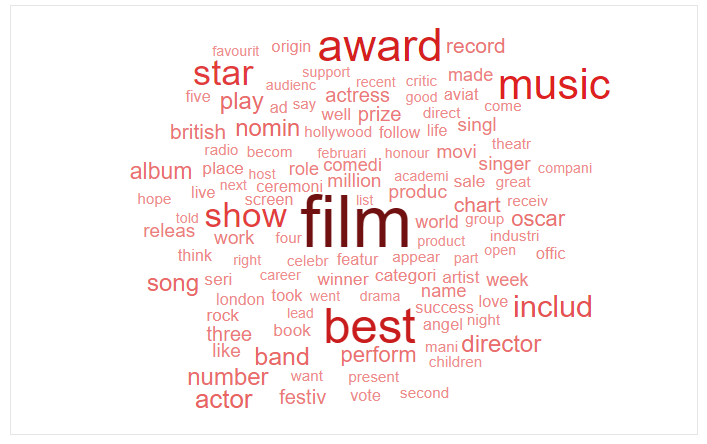 favourit origin award record
star support recent critic made music
audienc
five play ad say actress good aviat come
british nomin well prize direct singl
hollywood follow life
radio becom februari honour movi theatr
album place host role comedi academi singer compani
hope live next ceremoni million produc sale great
screen list chart receiv
told show film world group oscar
releas work four product industri
think right celebr featur appear part open offic
song seri career winner categori artist week
london took went drama name love includ
rock lead best success angel night
three book
like band perform mani director
children
number want present
actor festiv vote second